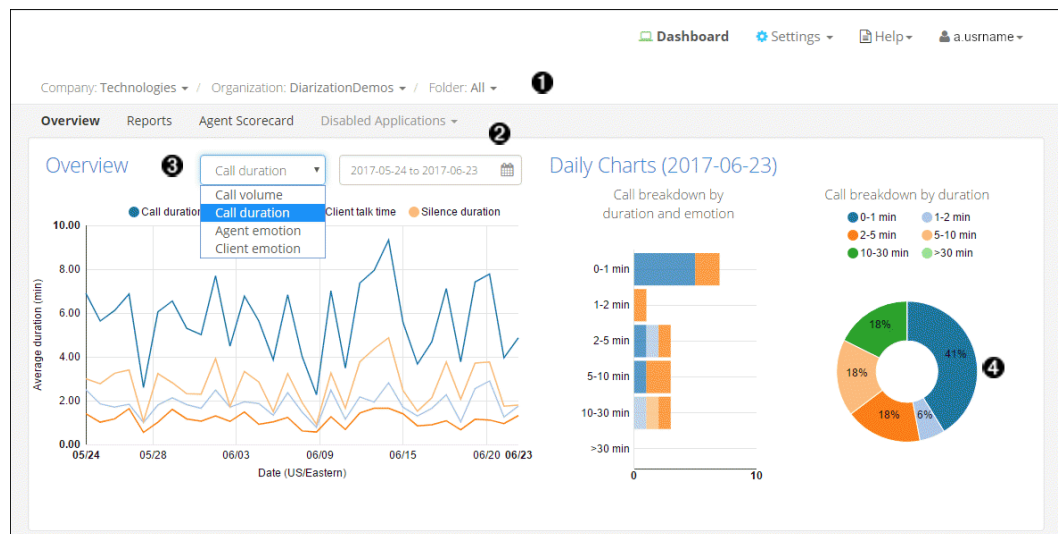 Dashboard Settings Help a.usrname
Company: Technologies / Organization: DiarizationDemos / Folder: All ❶
Overview Reports Agent Scorecard Disabled Applications ❷
Overview ❸ Call duration 2017-05-24 to 2017-06-23
Call volume
Call duration
Agent emotion
Client emotion
Call duration Client talk time Silence duration
Average duration (min)
10.00
8.00
6.00
4.00
2.00
0.00
05/24 05/28 06/03 06/09 06/15 06/20 06/23
Date (US/Eastern)
Daily Charts (2017-06-23)
Call breakdown by
duration and emotion
0-1 min
1-2 min
2-5 min
5-10 min
10-30 min
>30 min
0 10
Call breakdown by duration
0-1 min 1-2 min
2-5 min 5-10 min
10-30 min >30 min
18% 41%
18% ❹
18% 6%